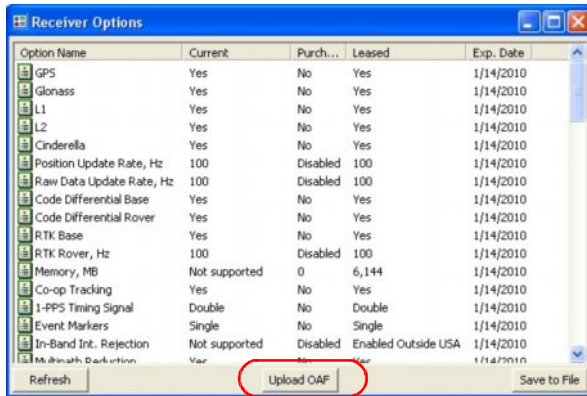 Receiver Options
Option Name Current Purch... Leased Exp. Date
GPS Yes No Yes 1/14/2010
Glonass Yes No Yes 1/14/2010
L1 Yes No Yes 1/14/2010
L2 Yes No Yes 1/14/2010
Cinderella Yes No Yes 1/14/2010
Position Update Rate, Hz 100 Disabled 100 1/14/2010
Raw Data Update Rate, Hz 100 Disabled 100 1/14/2010
Code Differential Base Yes No Yes 1/14/2010
Code Differential Rover Yes No Yes 1/14/2010
RTK Base Yes No Yes 1/14/2010
RTK Rover, Hz 100 Disabled 100 1/14/2010
Memory, MB Not supported 0 6,144 1/14/2010
Co-op Tracking Yes No Yes 1/14/2010
1-PPS Timing Signal Double No Double 1/14/2010
Event Markers Single No Single 1/14/2010
In-Band Int. Rejection Not supported Disabled Enabled Outside USA 1/14/2010
Multipath Reduction Yes No Yes 1/14/2010
Refresh Upload OAF Save to File